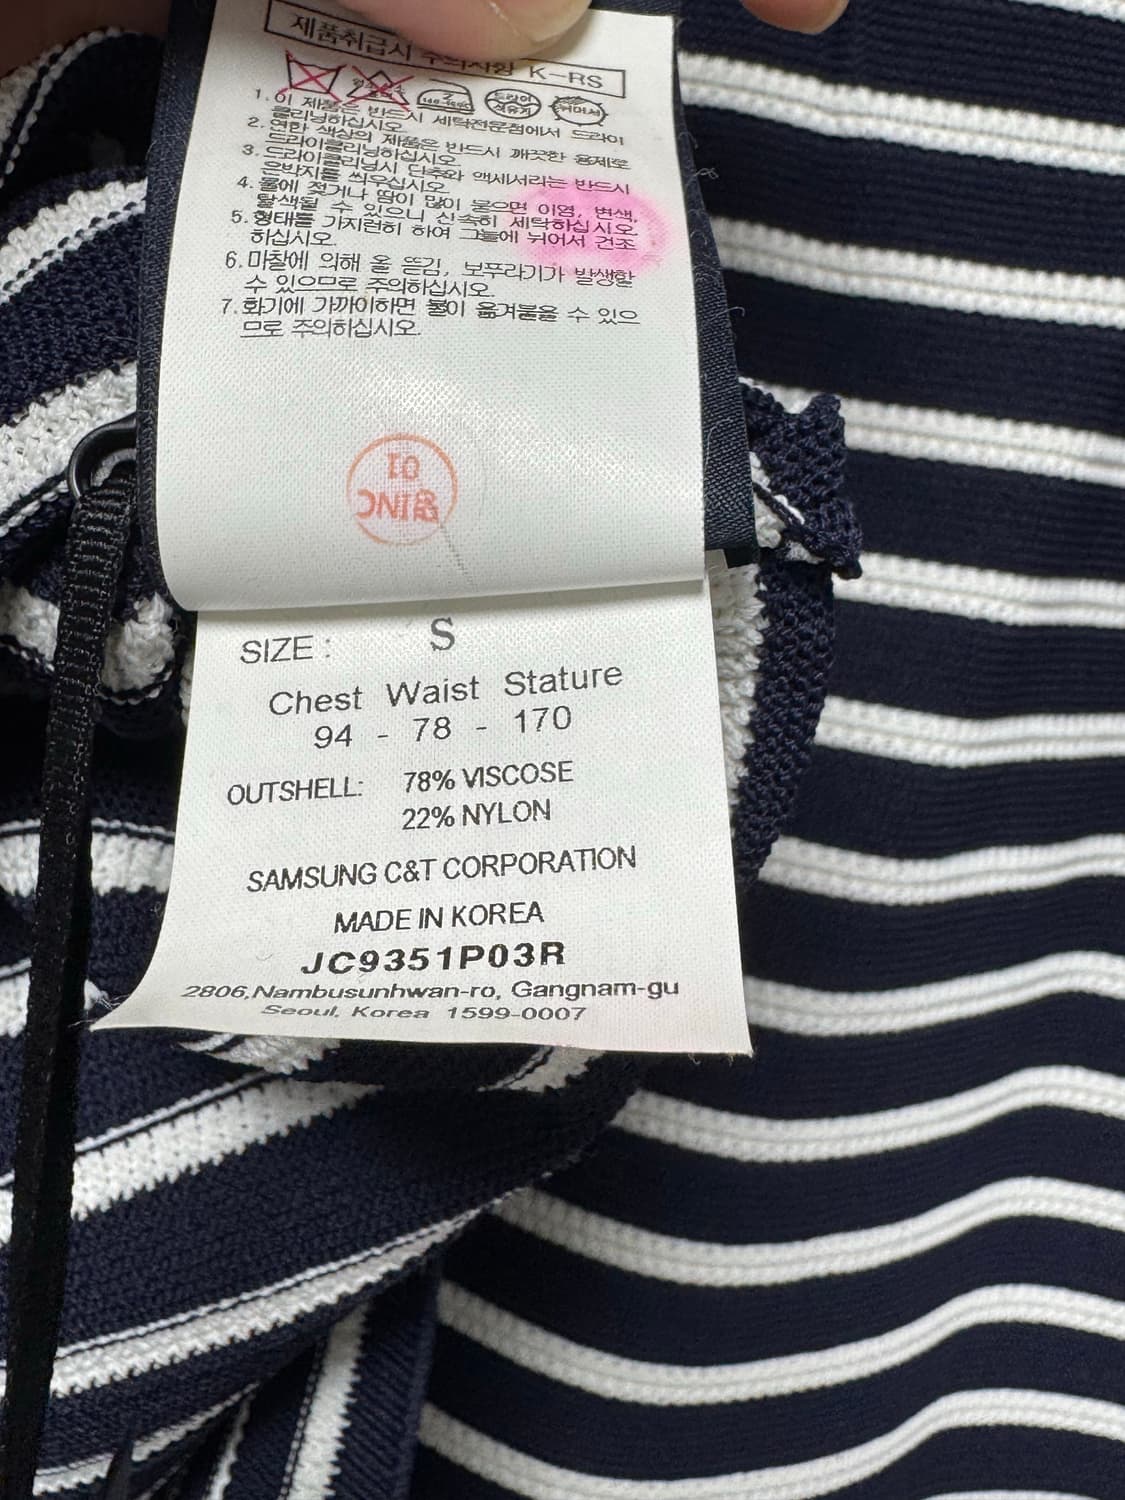 제품취급시 주의사항 K-RS
1. 이 제품은 반드시 세탁전문점에서 드라이
클리닝하십시오.
2. 연한 색상의 제품은 반드시 깨끗한 용제로
드라이클리닝하십시오.
3. 드라이클리닝시 단추와 액세서리는 반드시
은박지를 씌우십시오.
4. 물에 젖거나 땀이 많이 묻으면 이염, 변색,
탈색될 수 있으니 신속히 세탁하십시오.
5. 형태를 가지런히 하여 그늘에 뉘어서 건조
하십시오.
6. 마찰에 의해 올 뜯김, 보푸라기가 발생할
수 있으므로 주의하십시오.
7. 화기에 가까이하면 불이 옮겨붙을 수 있으
므로 주의하십시오.
SIZE : S
Chest Waist Stature
94 - 78 - 170
OUTSHELL: 78% VISCOSE
22% NYLON
SAMSUNG C&T CORPORATION
MADE IN KOREA
JC9351P03R
2806,Nambusunhwan-ro, Gangnam-gu
Seoul, Korea 1599-0007